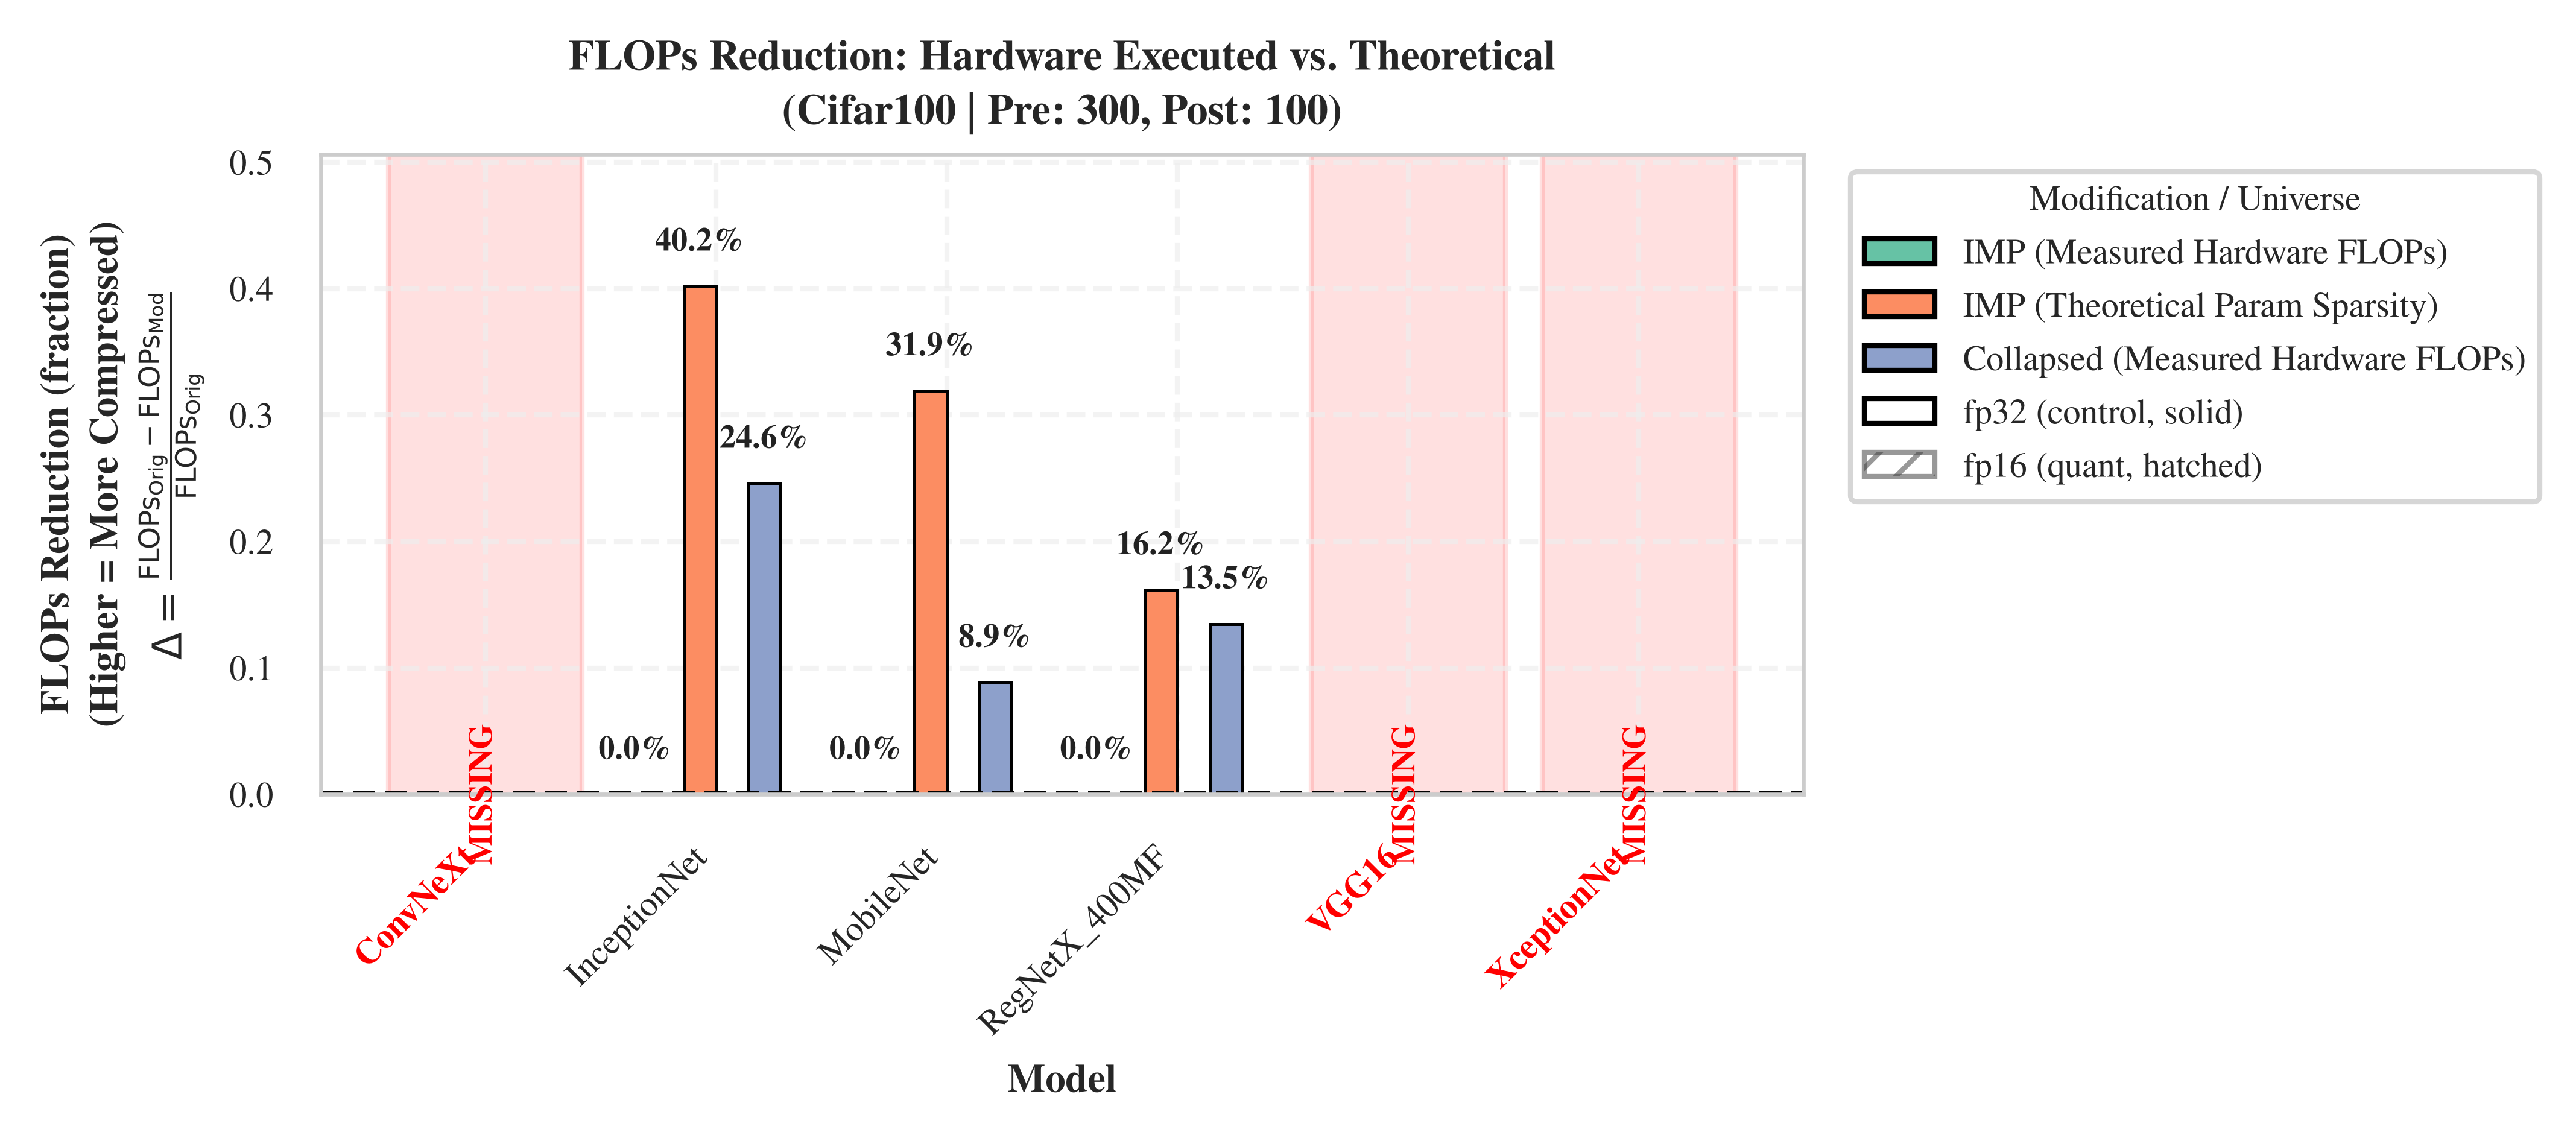 FLOPs Reduction: Hardware Executed vs. Theoretical
(Cifar100 | Pre: 300, Post: 100)
FLOPs Reduction (fraction)
(Higher = More Compressed)
Δ = (FLOPs_Orig − FLOPs_Mod) / FLOPs_Orig
0.5
0.4
0.3
0.2
0.1
0.0
40.2%
24.6%
0.0%
31.9%
8.9%
0.0%
16.2%
13.5%
0.0%
MISSING
MISSING
MISSING
ConvNeXt
InceptionNet
MobileNet
RegNetX_400MF
VGG16
XceptionNet
Model
Modification / Universe
IMP (Measured Hardware FLOPs)
IMP (Theoretical Param Sparsity)
Collapsed (Measured Hardware FLOPs)
fp32 (control, solid)
fp16 (quant, hatched)